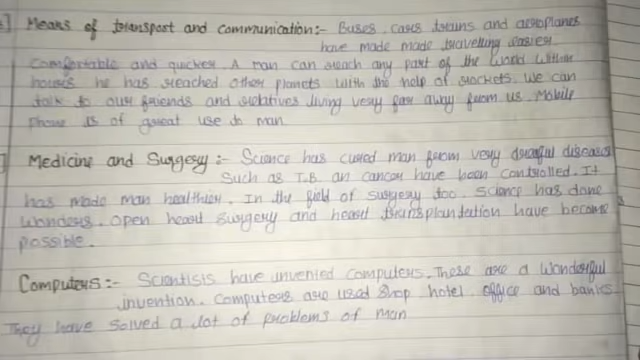 Means of transport and communication:- Buses, cars trains and aeroplanes
have made made travelling easier
Comfortable and quicker. A man can reach any part of the world within
hours he has reached other planets with the help of rockets. We can
talk to our friends and relatives living very far away from us. Mobile
phone is of great use to man.
Medicine and Surgery:- Science has cured man from very dreadful diseases
Such as T.B. an cancer have been controlled. It
has made man healthier. In the field of surgery too. Science has done
wonders. open heart surgery and heart transplantation have become
possible.
Computers:- Scientists have invented computers. These are a wonderful
invention. Computers are used shop hotel office and banks
They have solved a lot of problems of man